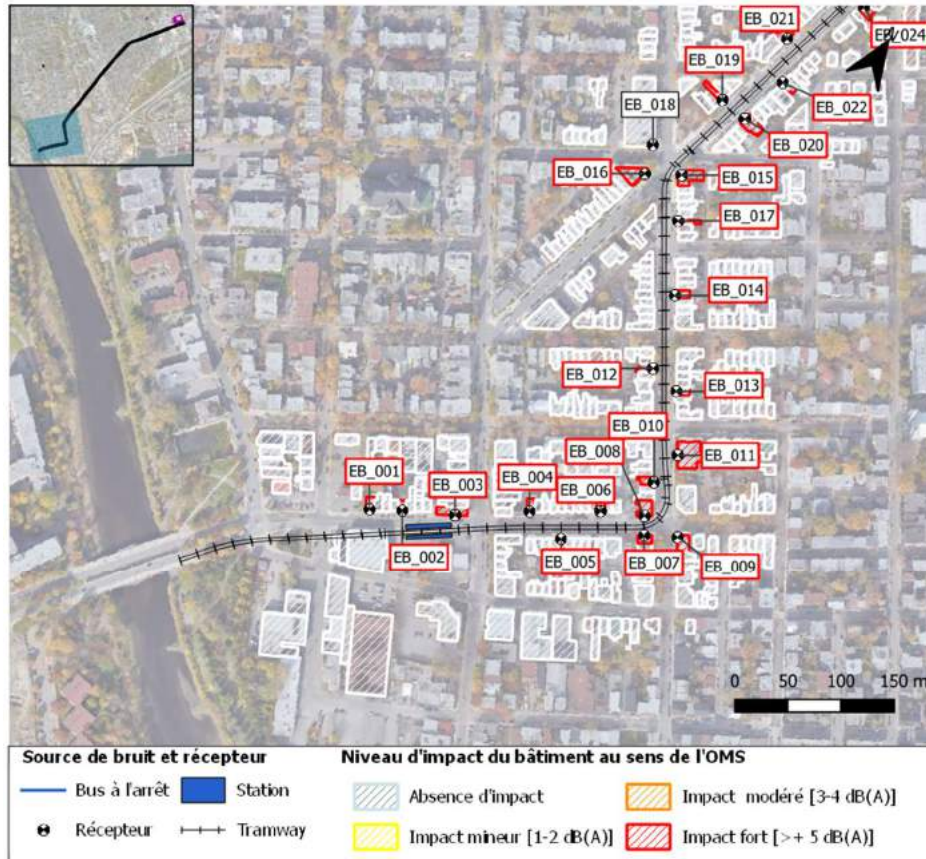 EB_021
EB_024
EB_019
EB_022
EB_018
EB_020
EB_016
EB_015
EB_017
EB_014
EB_012
EB_013
EB_010
EB_008
EB_011
EB_001
EB_003
EB_004
EB_006
EB_002
EB_005
EB_007
EB_009
0 50 100 150 m
Source de bruit et récepteur
Bus à l'arrêt
Station
Récepteur
Tramway
Niveau d'impact du bâtiment au sens de l'OMS
Absence d'impact
Impact modéré [3-4 dB(A)]
Impact mineur [1-2 dB(A)]
Impact fort [>+ 5 dB(A)]